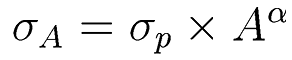 σ_A = σ_p × A^α